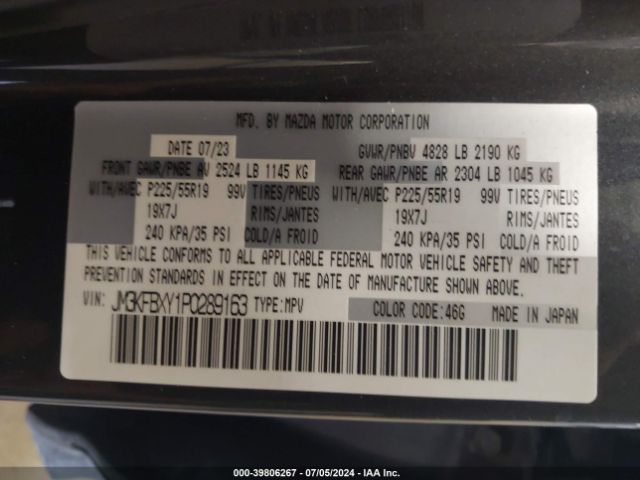 MFD. BY MAZDA MOTOR CORPORATION
DATE 07/23 GVWR/PNBV 4828 LB 2190 KG
FRONT GAWR/PNBE AV 2524 LB 1145 KG REAR GAWR/PNBE AR 2304 LB 1045 KG
WITH/AVEC P225/55R19 99V TIRES/PNEUS WITH/AVEC P225/55R19 99V TIRES/PNEUS
19X7J RIMS/JANTES 19X7J RIMS/JANTES
240 KPA/35 PSI COLD/A FROID 240 KPA/35 PSI COLD/A FROID
THIS VEHICLE CONFORMS TO ALL APPLICABLE FEDERAL MOTOR VEHICLE SAFETY AND THEFT
PREVENTION STANDARDS IN EFFECT ON THE DATE OF MANUFACTURE SHOWN ABOVE.
VIN: JM3KFBXY1P0289163 TYPE:MPV COLOR CODE:46G MADE IN JAPAN
000-39806267 - 07/05/2024 - IAA Inc.